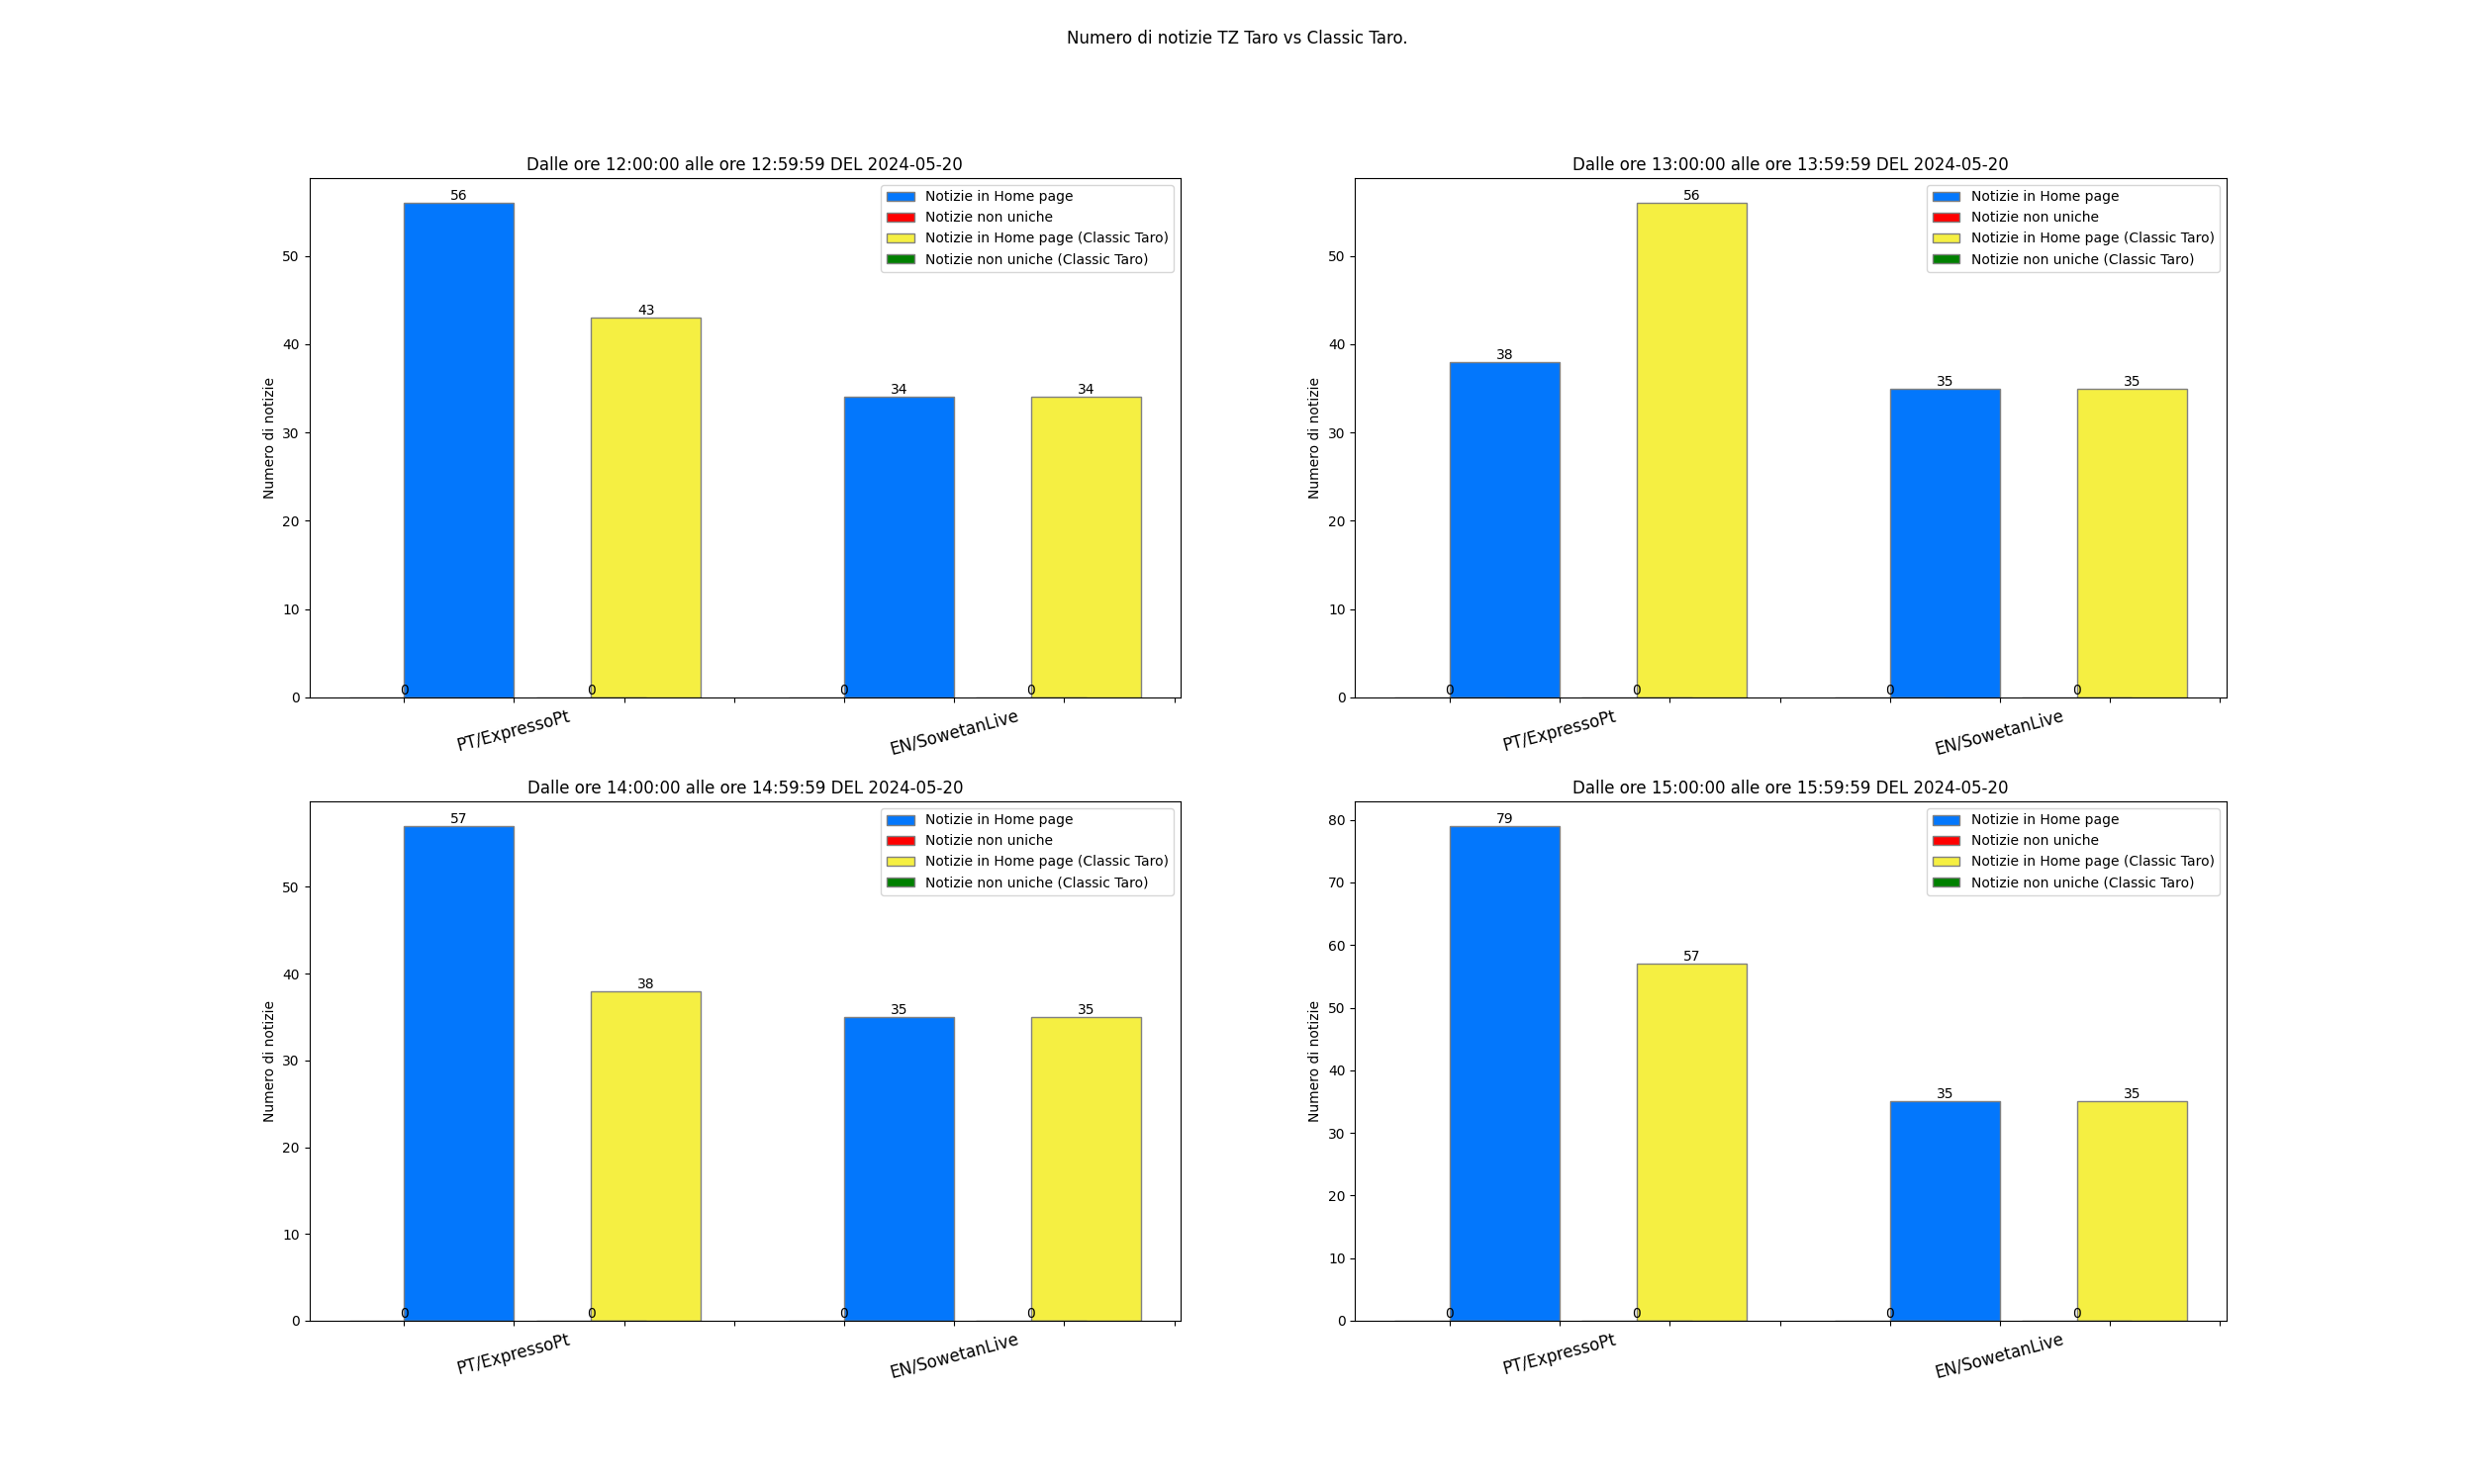 Numero di notizie TZ Taro vs Classic Taro.
Dalle ore 12:00:00 alle ore 12:59:59 DEL 2024-05-20
Numero di notizie
50
40
30
20
10
0
56
43
34
34
0
0
0
0
Notizie in Home page
Notizie non uniche
Notizie in Home page (Classic Taro)
Notizie non uniche (Classic Taro)
PT/ExpressoPt
EN/SowetanLive
Dalle ore 13:00:00 alle ore 13:59:59 DEL 2024-05-20
Numero di notizie
50
40
30
20
10
0
38
56
35
35
0
0
0
0
Notizie in Home page
Notizie non uniche
Notizie in Home page (Classic Taro)
Notizie non uniche (Classic Taro)
PT/ExpressoPt
EN/SowetanLive
Dalle ore 14:00:00 alle ore 14:59:59 DEL 2024-05-20
Numero di notizie
50
40
30
20
10
0
57
38
35
35
0
0
0
0
Notizie in Home page
Notizie non uniche
Notizie in Home page (Classic Taro)
Notizie non uniche (Classic Taro)
PT/ExpressoPt
EN/SowetanLive
Dalle ore 15:00:00 alle ore 15:59:59 DEL 2024-05-20
Numero di notizie
80
70
60
50
40
30
20
10
0
79
57
35
35
0
0
0
0
Notizie in Home page
Notizie non uniche
Notizie in Home page (Classic Taro)
Notizie non uniche (Classic Taro)
PT/ExpressoPt
EN/SowetanLive